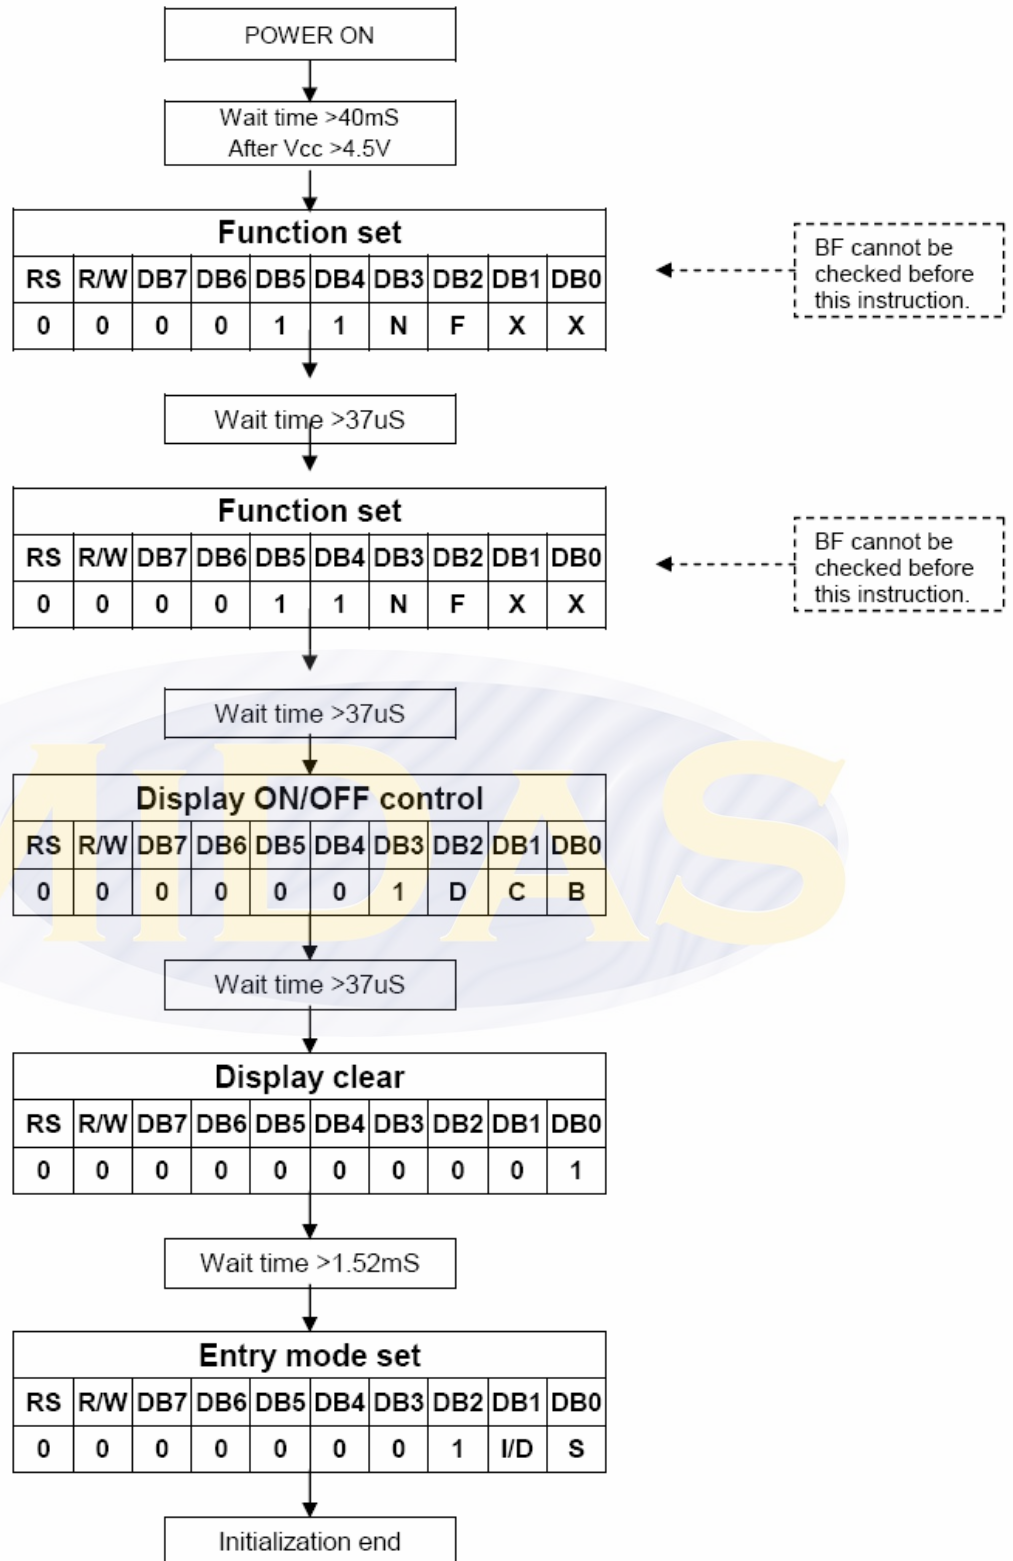 POWER ON
Wait time >40mS
After Vcc >4.5V
Function set
RS R/W DB7 DB6 DB5 DB4 DB3 DB2 DB1 DB0
0 0 0 0 1 1 N F X X
BF cannot be
checked before
this instruction.
Wait time >37uS
Function set
RS R/W DB7 DB6 DB5 DB4 DB3 DB2 DB1 DB0
0 0 0 0 1 1 N F X X
BF cannot be
checked before
this instruction.
Wait time >37uS
MIDAS
Display ON/OFF control
RS R/W DB7 DB6 DB5 DB4 DB3 DB2 DB1 DB0
0 0 0 0 0 0 1 D C B
Wait time >37uS
Display clear
RS R/W DB7 DB6 DB5 DB4 DB3 DB2 DB1 DB0
0 0 0 0 0 0 0 0 0 1
Wait time >1.52mS
Entry mode set
RS R/W DB7 DB6 DB5 DB4 DB3 DB2 DB1 DB0
0 0 0 0 0 0 0 1 I/D S
Initialization end